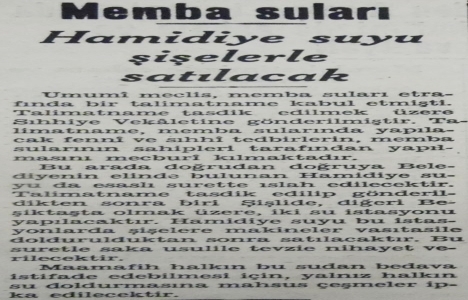 Memba suları
Hamidiye suyu
şişelerle
satılacak
Umumî meclis, memba suları etra-
fında bir talimatname kabul etmişti.
Talimatname tasdik edilmek üzere
Sıhhiye Vekâletine gönderilmiştir. Ta-
limatname, memba sularında yapıla-
cak fennî ve sıhhî tedbirlerin, memba
sularının sahipleri tarafından yapıl-
masını mecburî kılmaktadır.
Bu arada doğrudan doğruya Bele-
diyenin elinde bulunan Hamidiye su-
yu da esaslı surette ıslah edilecektir.
Talimatname tasdik edilip gönderil-
dikten sonra biri Şişlide, diğeri Be-
şiktaşta olmak üzere, iki su istasyonu
yapılacaktır. Hamidiye suyu bu istas-
yonlarda şişelere makineler vasıtasile
doldurulduktan sonra satılacaktır. Bu
suretle saka usulile tevzie nihayet ve-
rilecektir.
Maamafih halkın bu sudan bedava
istifade edebilmesi için, yalnız halkın
su doldurmasına mahsus çeşmeler ip-
ka edilecektir.